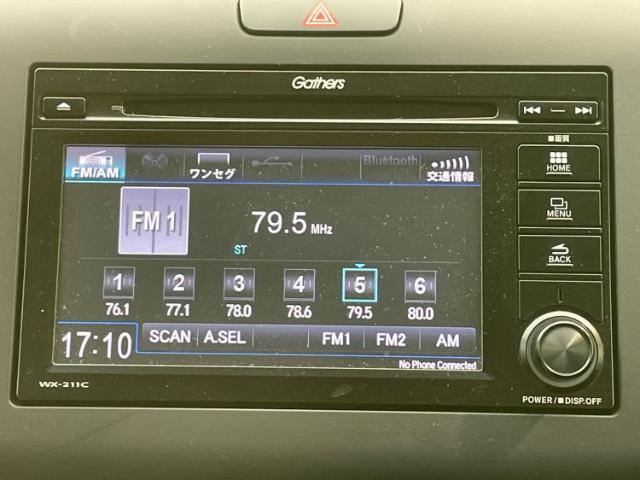 Gathers
画質
HOME
MENU
BACK
FM/AM ワンセグ Bluetooth 交通情報
FM 1 79.5 MHz
ST
1 2 3 4 5 6
76.1 77.1 78.0 78.6 79.5 80.0
17:10 SCAN A.SEL FM1 FM2 AM
No Phone Connected
WX-211C
POWER / DISP.OFF